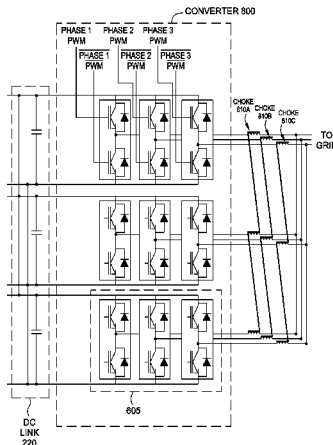 CONVERTER 800
PHASE 1 PHASE 2 PHASE 3
PWM PWM PWM
PHASE 1 PHASE 2 PHASE 3
PWM PWM PWM
CHOKE
810A
CHOKE
810B
CHOKE
810C
TO
GRID
605
DC
LINK
220